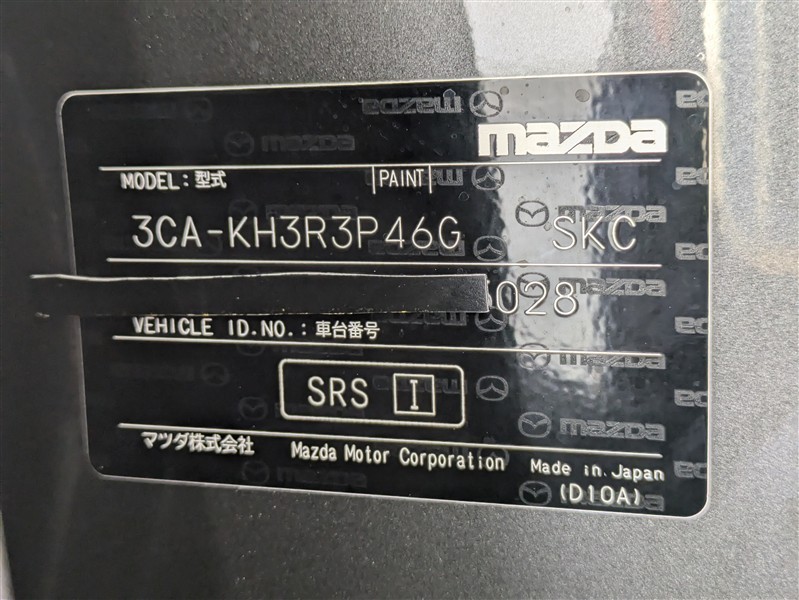 mazda
MODEL: 型式 PAINT
3CA-KH3R3P46G SKC
028
VEHICLE ID.NO.: 車台番号
SRS I
マツダ株式会社 Mazda Motor Corporation Made in Japan
(D10A)